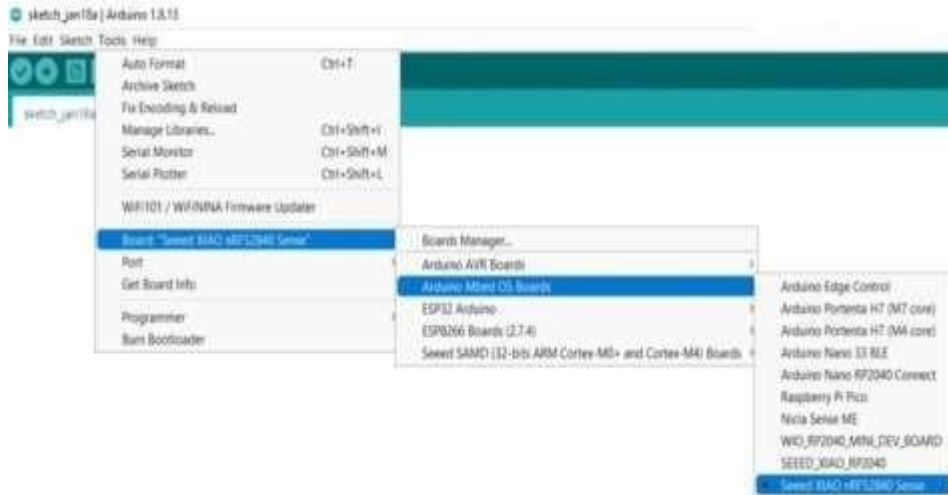 sketch_jan18a | Arduino 1.8.13
File Edit Sketch Tools Help
sketch_jan18a
Auto Format Ctrl+T
Archive Sketch
Fix Encoding & Reload
Manage Libraries... Ctrl+Shift+I
Serial Monitor Ctrl+Shift+M
Serial Plotter Ctrl+Shift+L
WiFi101 / WiFiNINA Firmware Updater
Board: "Seeed XIAO nRF52840 Sense"
Port
Get Board Info
Programmer
Burn Bootloader
Boards Manager...
Arduino AVR Boards
Arduino Mbed OS Boards
ESP32 Arduino
ESP8266 Boards (2.7.4)
Seeed SAMD (32-bits ARM Cortex-M0+ and Cortex-M4) Boards
Arduino Edge Control
Arduino Portenta H7 (M7 core)
Arduino Portenta H7 (M4 core)
Arduino Nano 33 BLE
Arduino Nano RP2040 Connect
Raspberry Pi Pico
Nicla Sense ME
WIO_RP2040_MINI_DEV_BOARD
SEEED_XIAO_RP2040
Seeed XIAO nRF52840 Sense